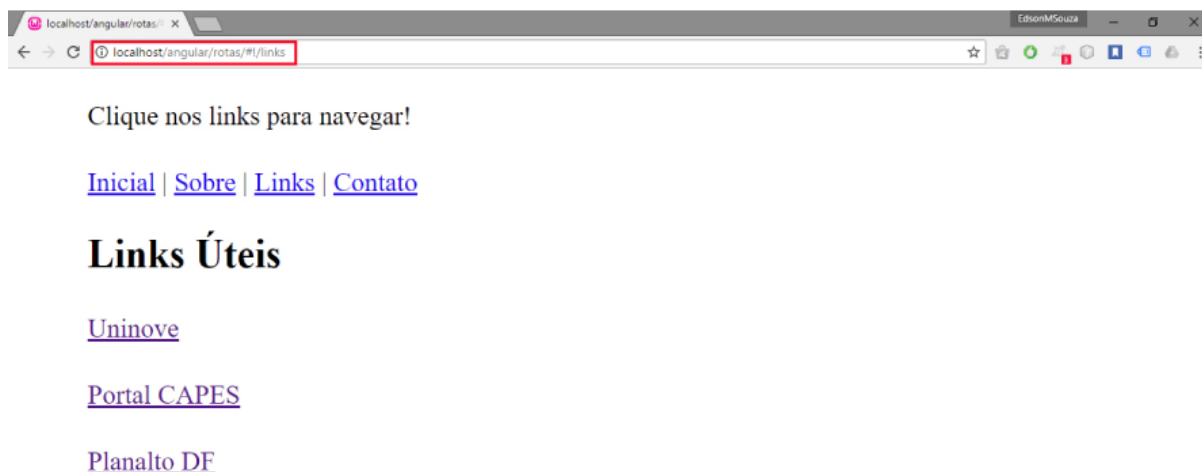 localhost/angular/rotas/
EdsonMSouza
localhost/angular/rotas/#!/links
Clique nos links para navegar!
Inicial | Sobre | Links | Contato
Links Úteis
Uninove
Portal CAPES
Planalto DF